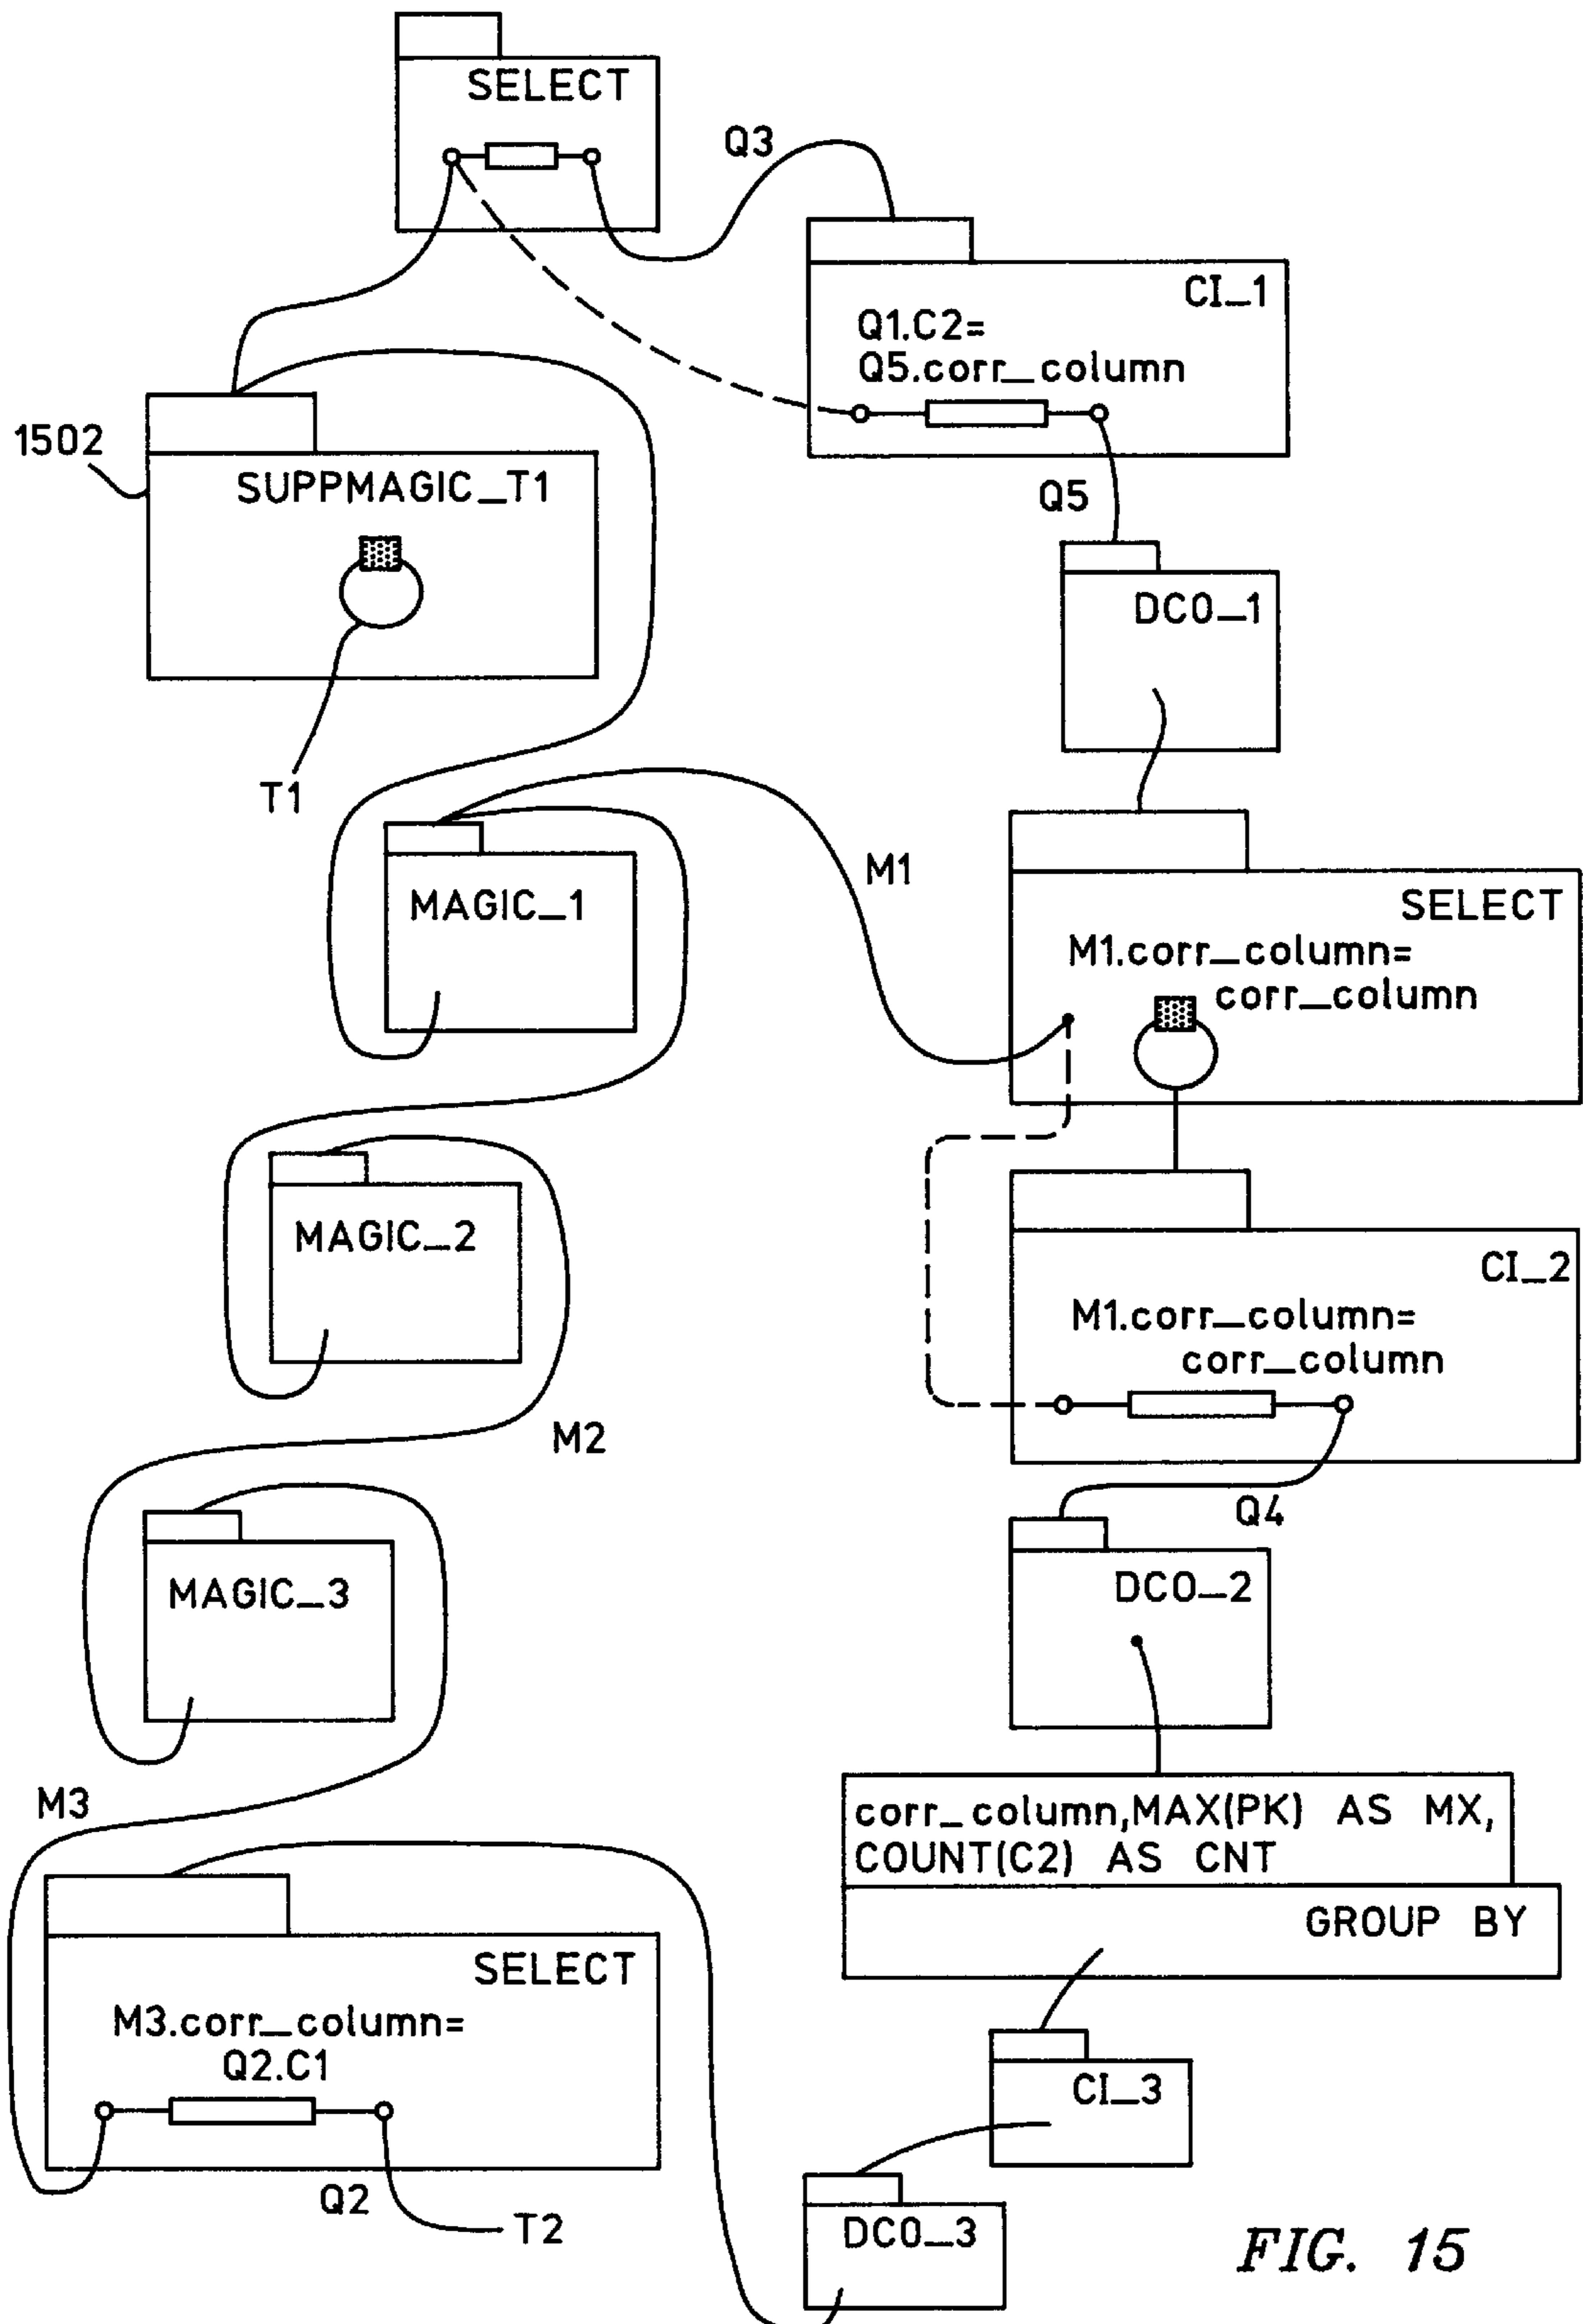 SELECT
Q3
CI_1
Q1.C2=
Q5.corr_column
1502
SUPPMAGIC_T1
Q5
DCO_1
T1
M1
MAGIC_1
SELECT
M1.corr_column=
corr_column
MAGIC_2
CI_2
M1.corr_column=
corr_column
M2
Q4
MAGIC_3
DCO_2
M3
corr_column,MAX(PK) AS MX,
COUNT(C2) AS CNT
GROUP BY
SELECT
M3.corr_column=
Q2.C1
CI_3
Q2
T2
DCO_3
FIG. 15